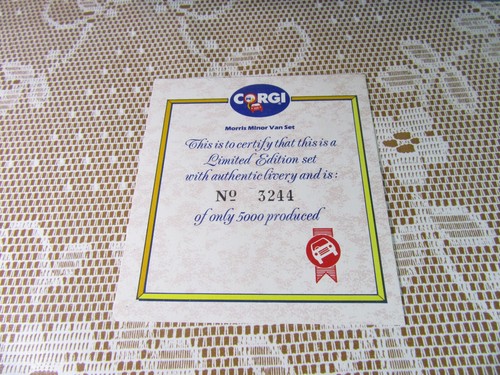 CORGI
Morris Minor Van Set
This is to certify that this is a
Limited Edition set
with authentic livery and is:
Nº 3244
of only 5000 produced